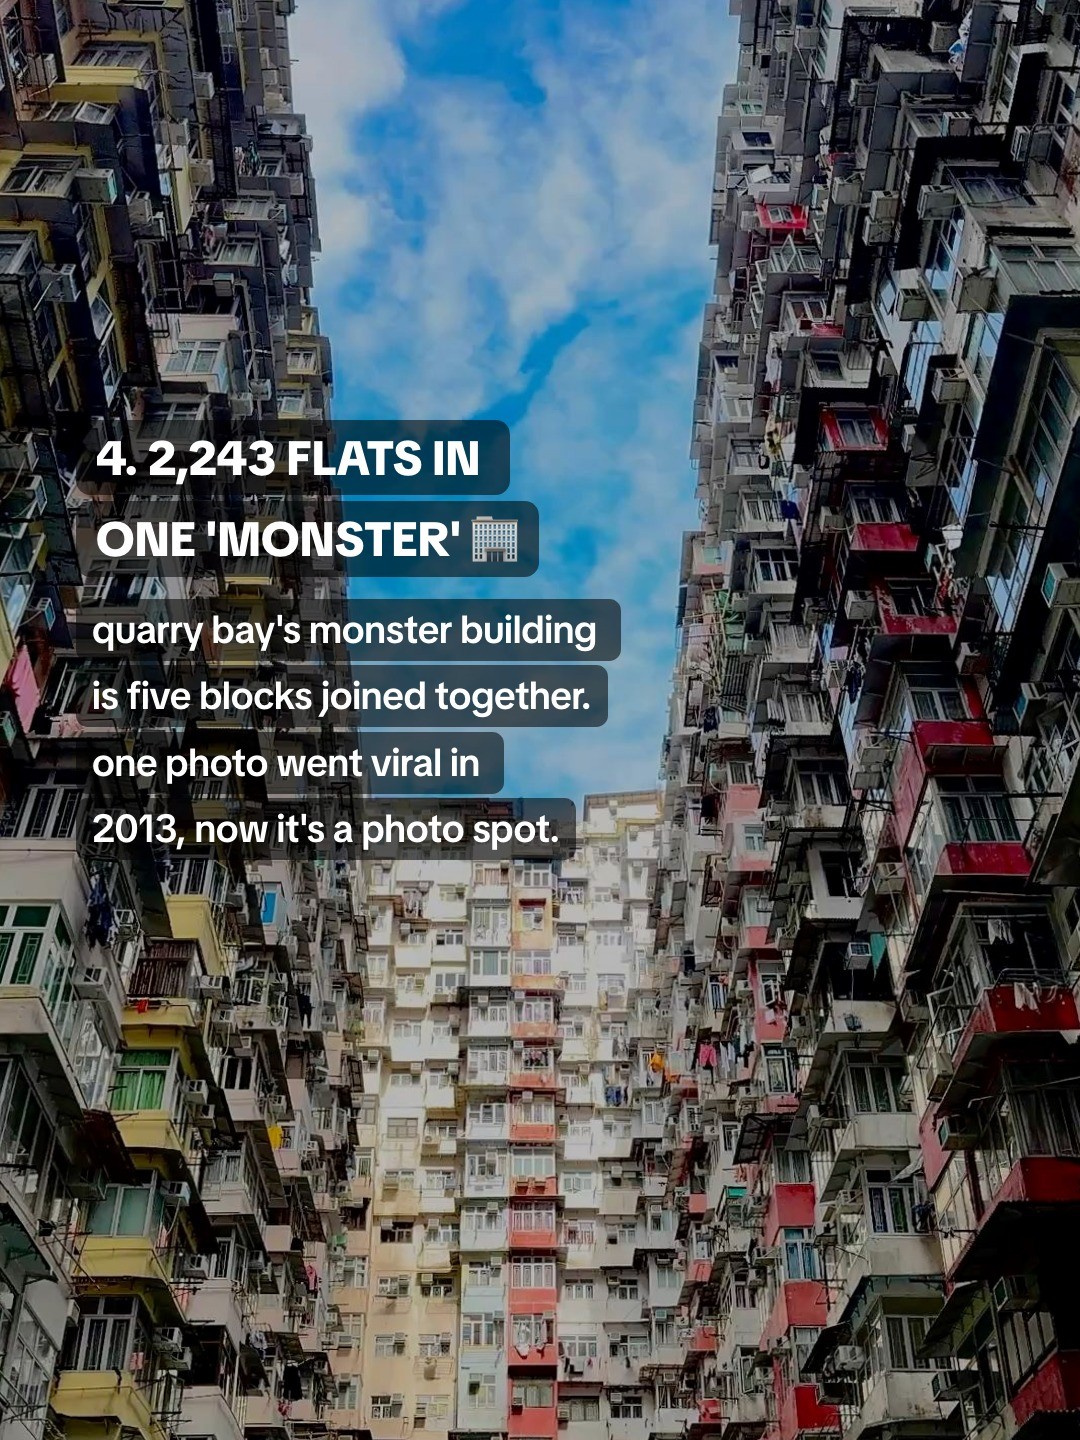 4. 2,243 FLATS IN
ONE 'MONSTER' 🏢
quarry bay's monster building
is five blocks joined together.
one photo went viral in
2013, now it's a photo spot.